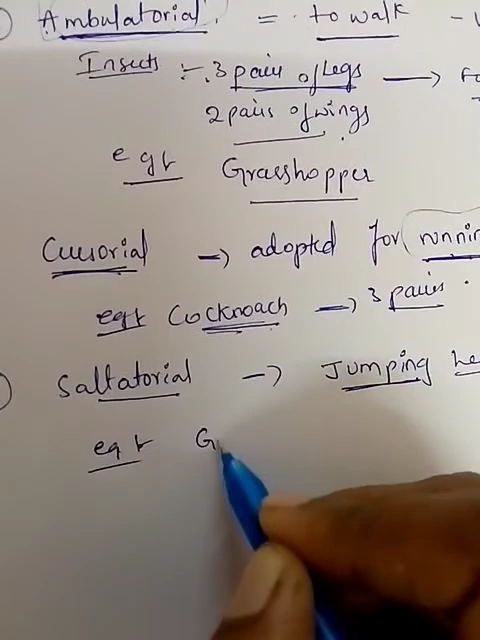 Ambulatorial = to walk -
Insects :- 3 pairs of Legs →
2 pairs of wings
eg:- Grasshopper
Cursorial → adopted for runnin
eg:- Cockroach → 3 pairs.
Saltatorial → Jumping
eg:- G